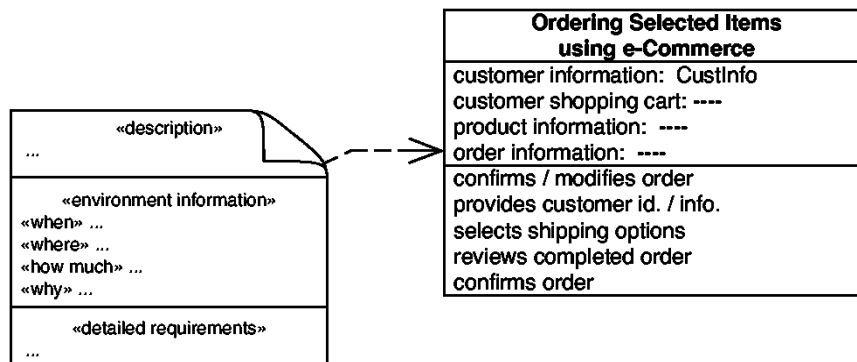 «description»
...
«environment information»
«when» ...
«where» ...
«how much» ...
«why» ...
«detailed requirements»
...
Ordering Selected Items
using e-Commerce
customer information: CustInfo
customer shopping cart: ----
product information: ----
order information: ----
confirms / modifies order
provides customer id. / info.
selects shipping options
reviews completed order
confirms order